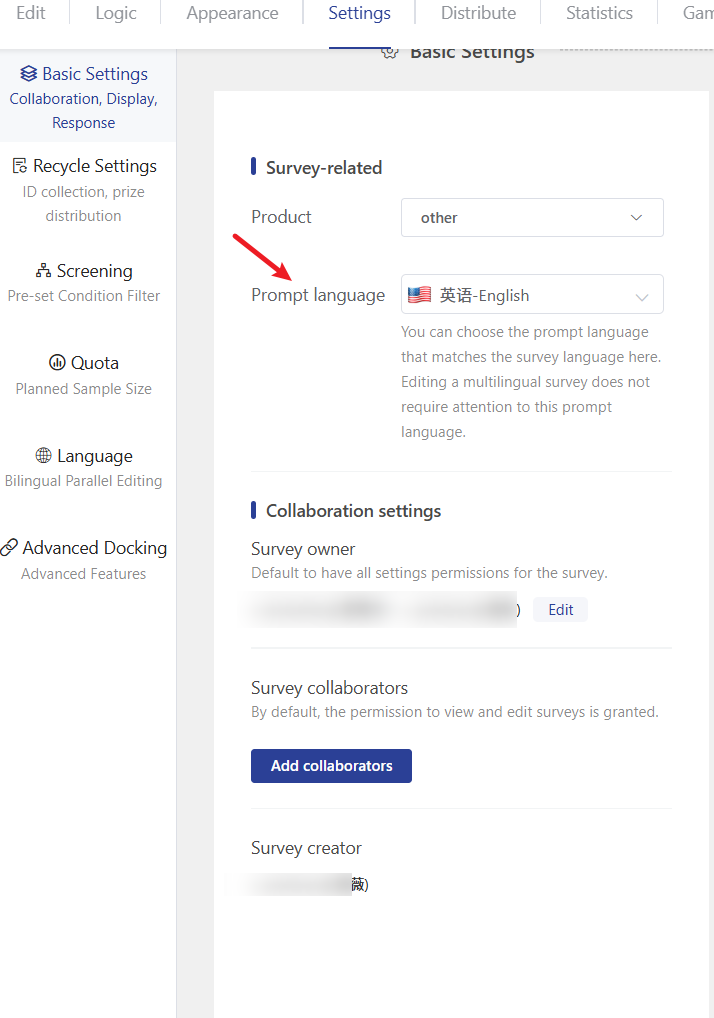 Edit
Logic
Appearance
Settings
Distribute
Statistics
Basic Settings
Basic Settings
Collaboration, Display,
Response
Recycle Settings
ID collection, prize
distribution
Screening
Pre-set Condition Filter
Quota
Planned Sample Size
Language
Bilingual Parallel Editing
Advanced Docking
Advanced Features
Survey-related
Product
other
Prompt language
英语-English
You can choose the prompt language
that matches the survey language here.
Editing a multilingual survey does not
require attention to this prompt
language.
Collaboration settings
Survey owner
Default to have all settings permissions for the survey.
)
Edit
Survey collaborators
By default, the permission to view and edit surveys is granted.
Add collaborators
Survey creator
薇)